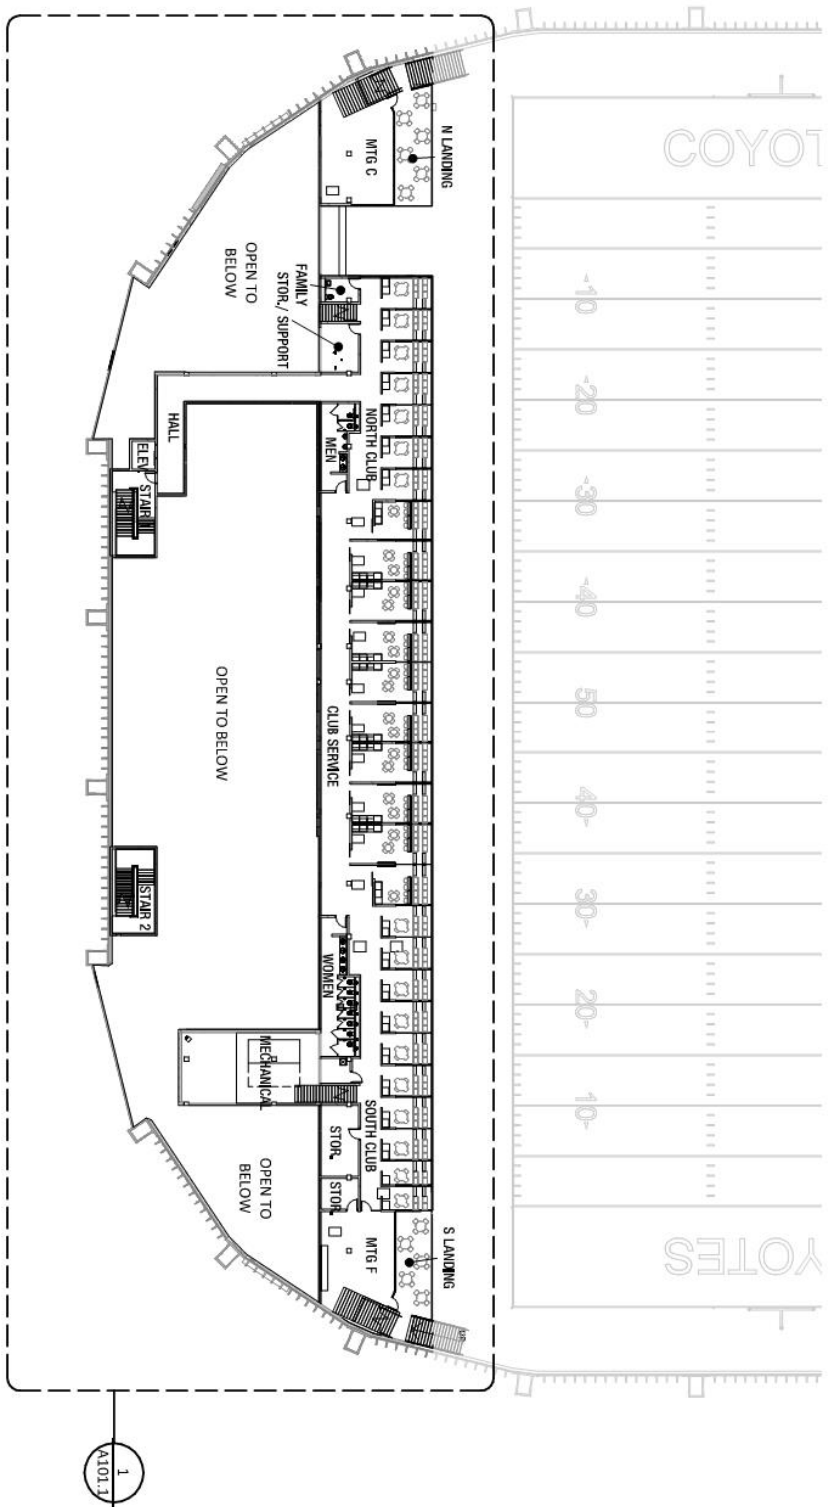 COYOT
N LANDING
MTG C
OPEN TO
BELOW
FAMILY
STOR./ SUPPORT
10
20
HALL
NORTH CLUB
MEN
ELEV
STAIR
30
40
50
OPEN TO BELOW
CLUB SERVICE
40
30
STAIR 2
WOMEN
20
MECHANICAL
10
SOUTH CLUB
STOR.
STOR.
OPEN TO
BELOW
MTG F
S LANDING
YOTES
1
A101.1